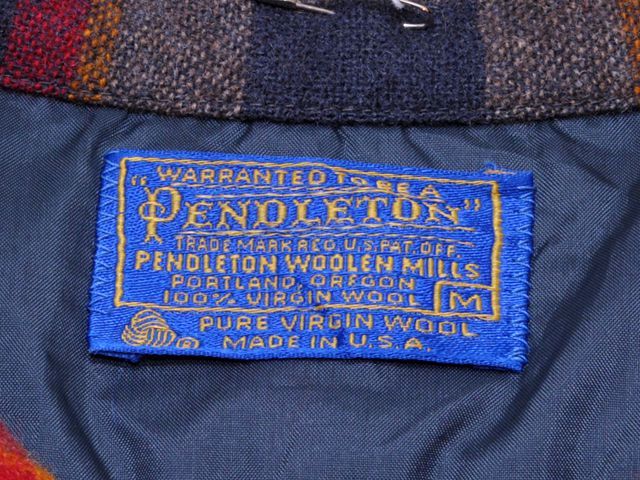 WARRANTED TO BE A
"PENDLETON"
TRADE MARK REG. U.S. PAT. OFF.
PENDLETON WOOLEN MILLS
PORTLAND, OREGON
100% VIRGIN WOOL M
PURE VIRGIN WOOL
® MADE IN U.S.A.